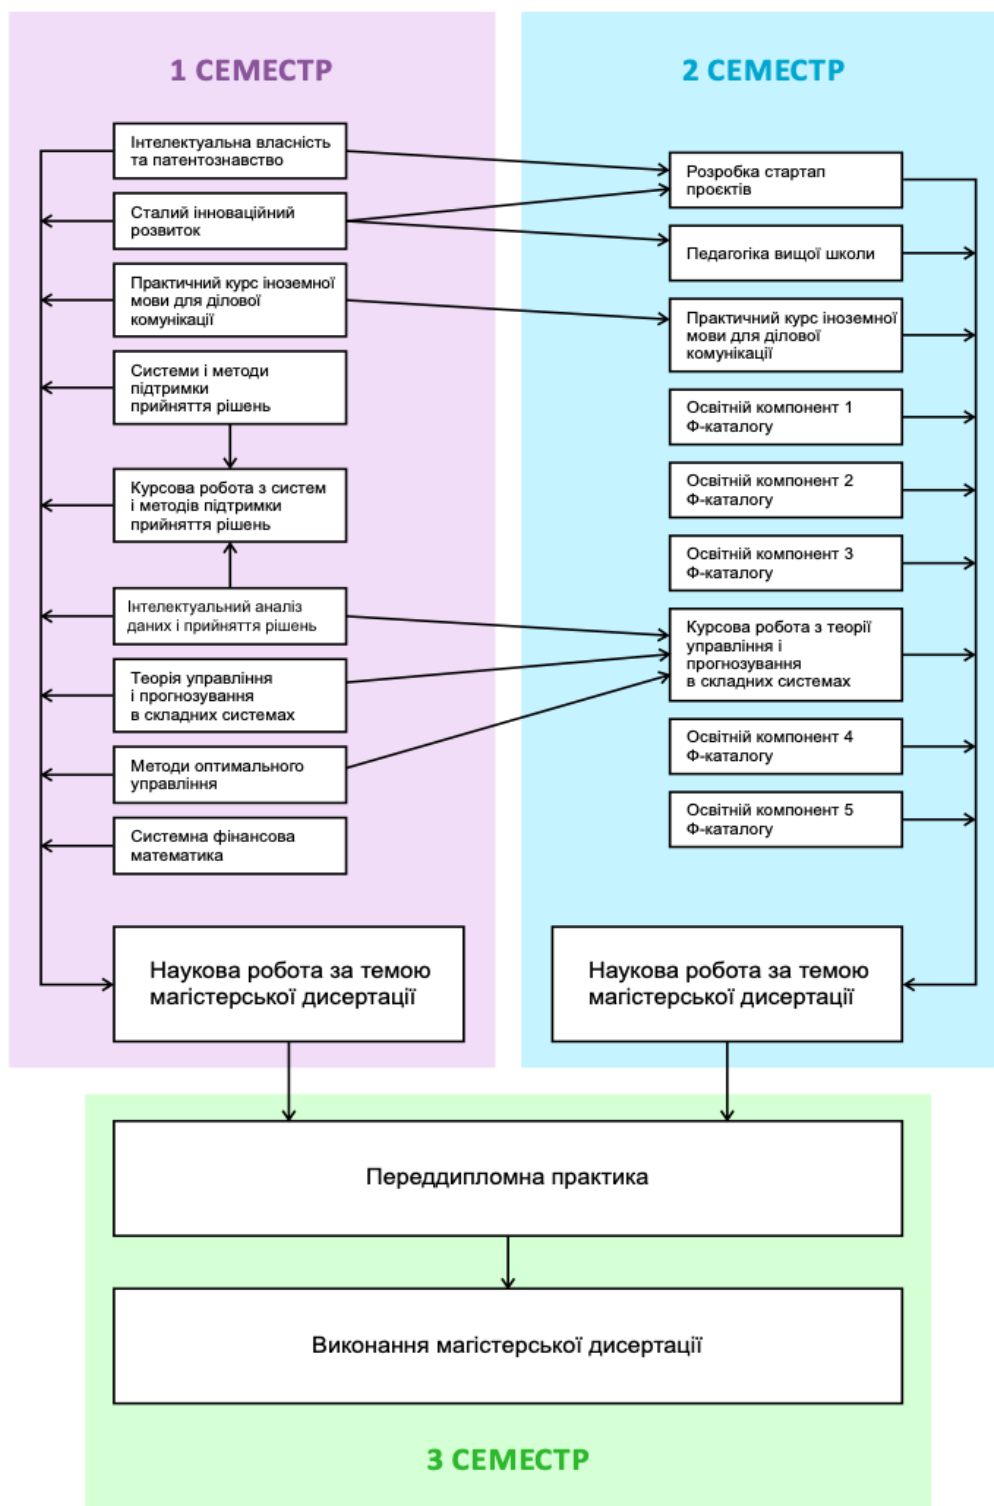 1 СЕМЕСТР
Інтелектуальна власність
та патентознавство
Сталий інноваційний
розвиток
Практичний курс іноземної
мови для ділової
комунікації
Системи і методи
підтримки
прийняття рішень
Курсова робота з систем
і методів підтримки
прийняття рішень
Інтелектуальний аналіз
даних і прийняття рішень
Теорія управління
і прогнозування
в складних системах
Методи оптимального
управління
Системна фінансова
математика
Наукова робота за темою
магістерської дисертації
2 СЕМЕСТР
Розробка стартап
проєктів
Педагогіка вищої школи
Практичний курс іноземної
мови для ділової
комунікації
Освітній компонент 1
Ф-каталогу
Освітній компонент 2
Ф-каталогу
Освітній компонент 3
Ф-каталогу
Курсова робота з теорії
управління і
прогнозування
в складних системах
Освітній компонент 4
Ф-каталогу
Освітній компонент 5
Ф-каталогу
Наукова робота за темою
магістерської дисертації
Переддипломна практика
Виконання магістерської дисертації
3 СЕМЕСТР